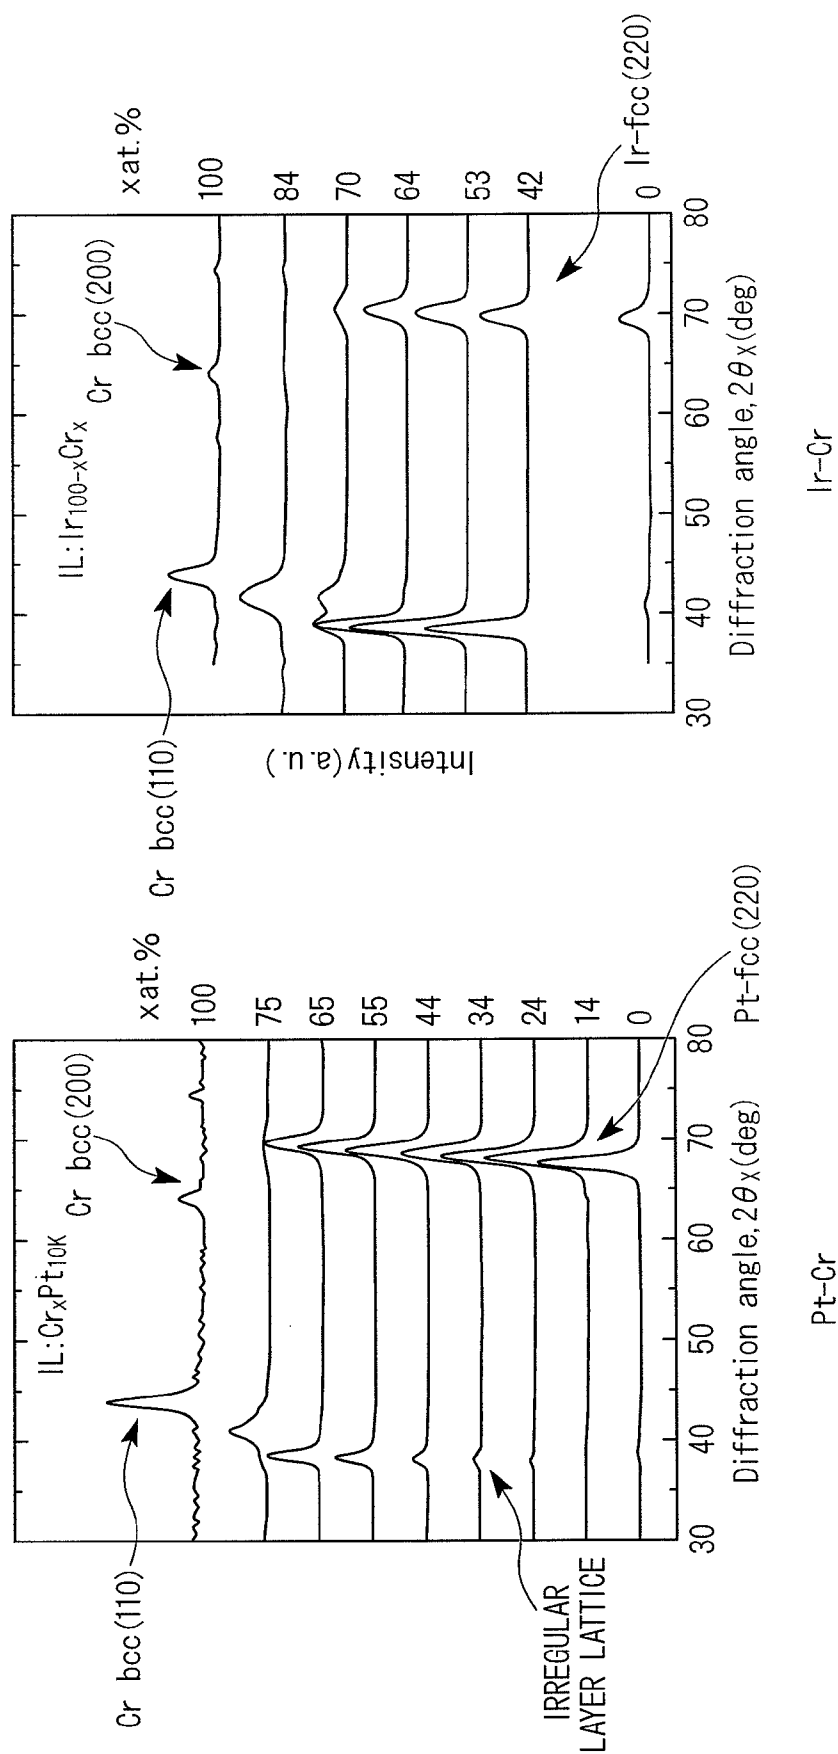 Intensity(a.u.)
IL:CrₓPt₁₀K
Cr bcc(110)
Cr bcc(200)
xat.%
100
75
65
55
44
34
24
14
0
IRREGULAR
LAYER LATTICE
Pt-fcc(220)
30 40 50 60 70 80
Diffraction angle,2θχ(deg)
Pt-Cr
IL:Ir₁₀₀₋ₓCrₓ
Cr bcc(110)
Cr bcc(200)
xat.%
100
84
70
64
53
42
0
Ir-fcc(220)
30 40 50 60 70 80
Diffraction angle,2θχ(deg)
Ir-Cr